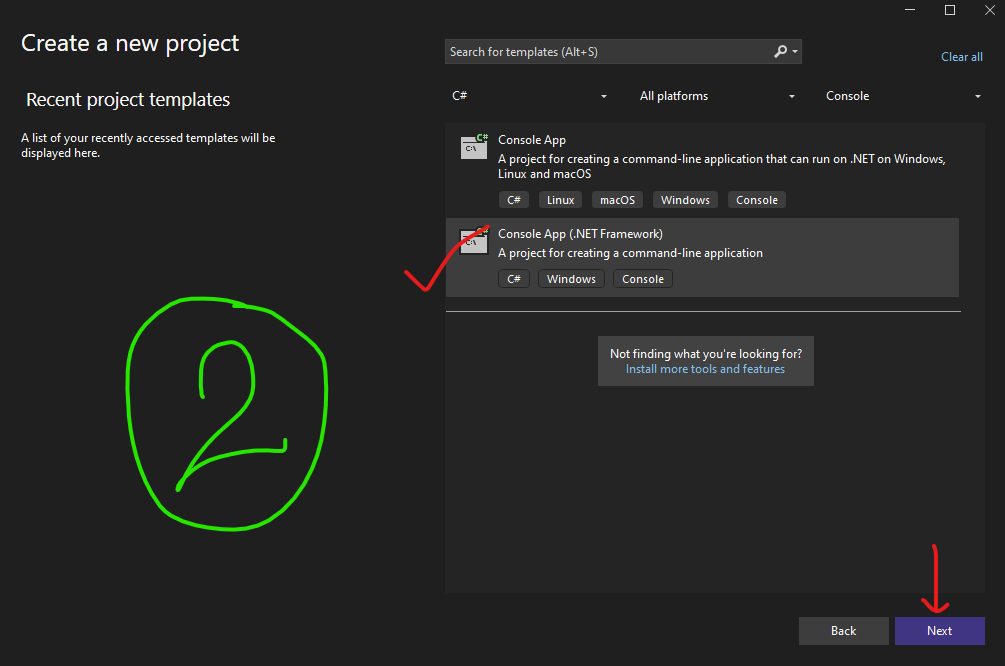 Create a new project
Search for templates (Alt+S)
Clear all
Recent project templates
C#
All platforms
Console
A list of your recently accessed templates will be
displayed here.
C#
C:\
Console App
A project for creating a command-line application that can run on .NET on Windows,
Linux and macOS
C# Linux macOS Windows Console
C#
C:\
Console App (.NET Framework)
A project for creating a command-line application
C# Windows Console
2
Not finding what you're looking for?
Install more tools and features
Back
Next